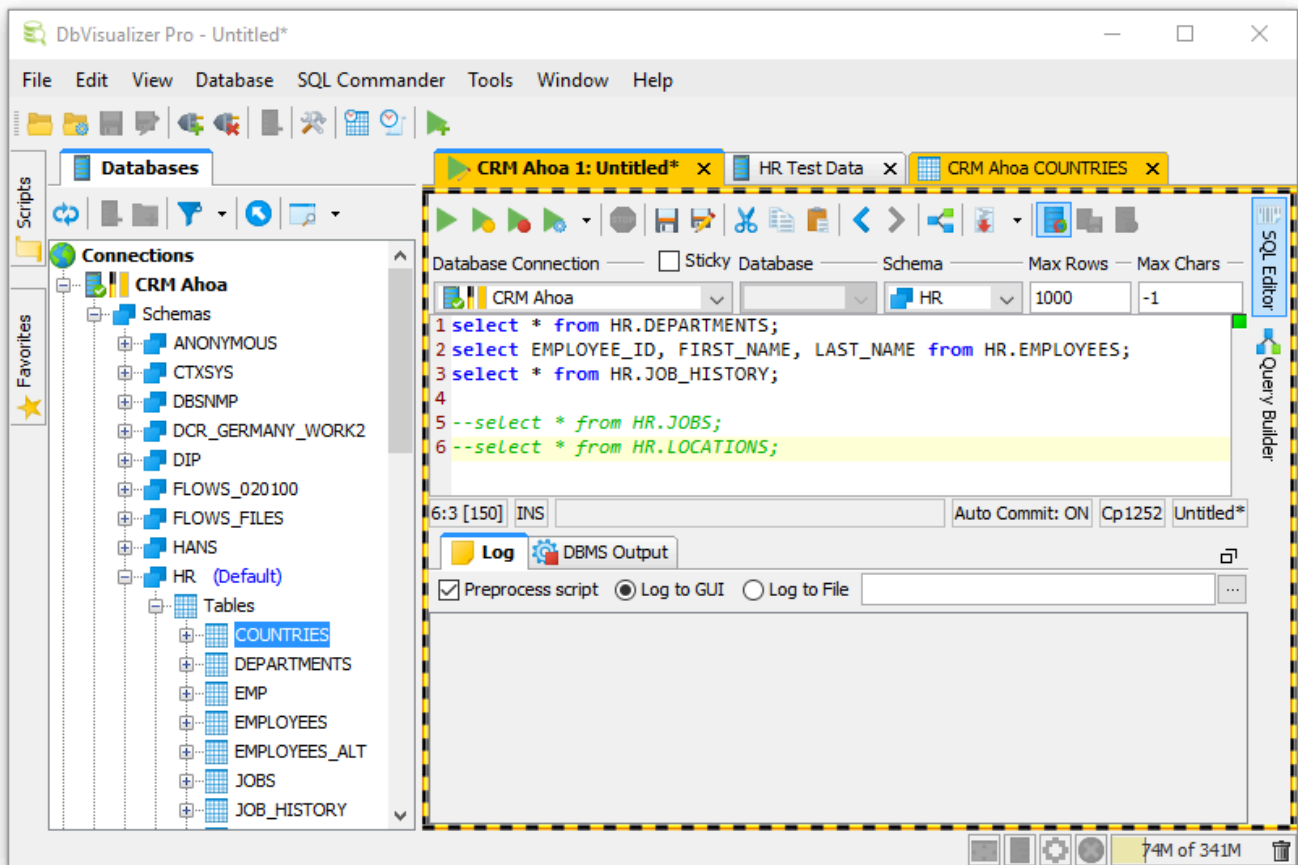 DbVisualizer Pro - Untitled*
File Edit View Database SQL Commander Tools Window Help
Scripts
Favorites
Databases
Connections
CRM Ahoa
Schemas
ANONYMOUS
CTXSYS
DBSNMP
DCR_GERMANY_WORK2
DIP
FLOWS_020100
FLOWS_FILES
HANS
HR (Default)
Tables
COUNTRIES
DEPARTMENTS
EMP
EMPLOYEES
EMPLOYEES_ALT
JOBS
JOB_HISTORY
CRM Ahoa 1: Untitled* HR Test Data CRM Ahoa COUNTRIES
Database Connection Sticky Database Schema Max Rows Max Chars
CRM Ahoa HR 1000 -1
1 select * from HR.DEPARTMENTS;
2 select EMPLOYEE_ID, FIRST_NAME, LAST_NAME from HR.EMPLOYEES;
3 select * from HR.JOB_HISTORY;
4
5 --select * from HR.JOBS;
6 --select * from HR.LOCATIONS;
6:3 [150] INS Auto Commit: ON Cp1252 Untitled*
Log DBMS Output
Preprocess script Log to GUI Log to File ...
SQL Editor
Query Builder
74M of 341M